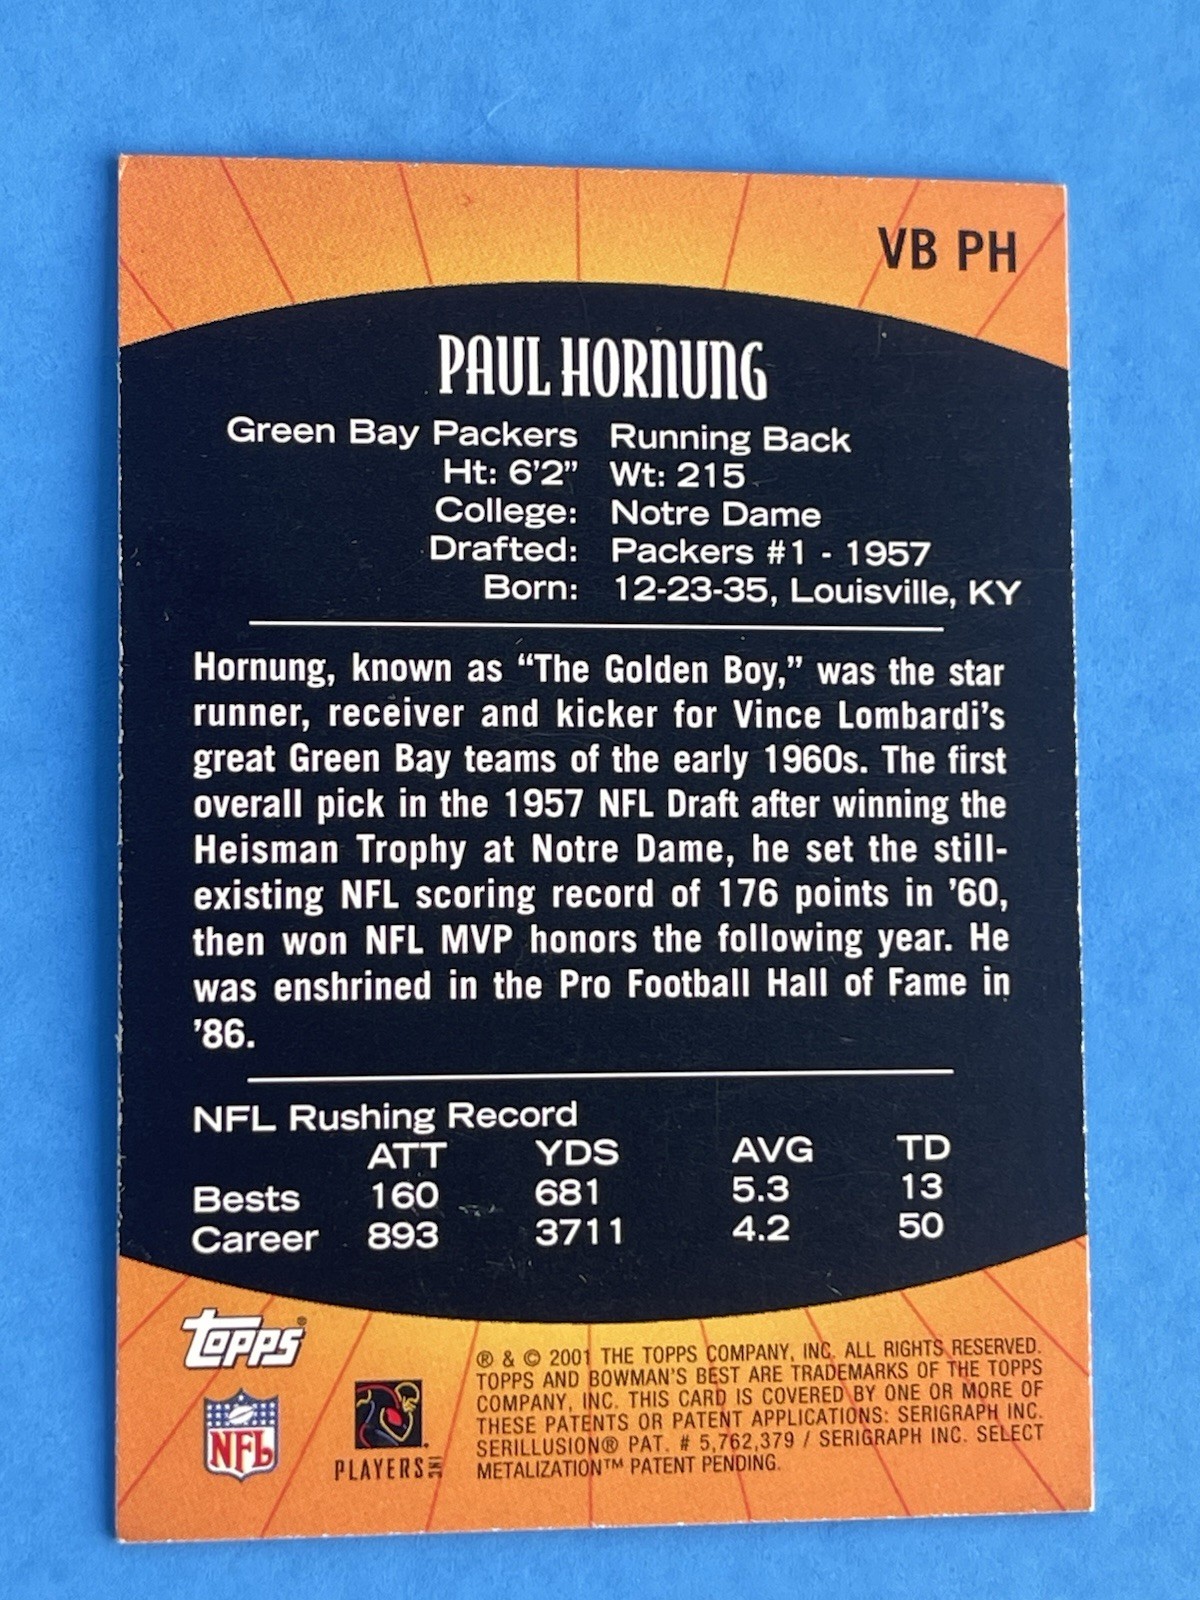 VB PH
PAUL HORNUNG
Green Bay Packers Running Back
Ht: 6'2" Wt: 215
College: Notre Dame
Drafted: Packers #1 - 1957
Born: 12-23-35, Louisville, KY
Hornung, known as “The Golden Boy,” was the star
runner, receiver and kicker for Vince Lombardi’s
great Green Bay teams of the early 1960s. The first
overall pick in the 1957 NFL Draft after winning the
Heisman Trophy at Notre Dame, he set the still-
existing NFL scoring record of 176 points in ’60,
then won NFL MVP honors the following year. He
was enshrined in the Pro Football Hall of Fame in
’86.
NFL Rushing Record
ATT YDS AVG TD
Bests 160 681 5.3 13
Career 893 3711 4.2 50
Topps®
NFL
PLAYERS INC
® & © 2001 THE TOPPS COMPANY, INC. ALL RIGHTS RESERVED.
TOPPS AND BOWMAN'S BEST ARE TRADEMARKS OF THE TOPPS
COMPANY, INC. THIS CARD IS COVERED BY ONE OR MORE OF
THESE PATENTS OR PATENT APPLICATIONS: SERIGRAPH INC.
SERILLUSION® PAT. # 5,762,379 / SERIGRAPH INC. SELECT
METALIZATION™ PATENT PENDING.